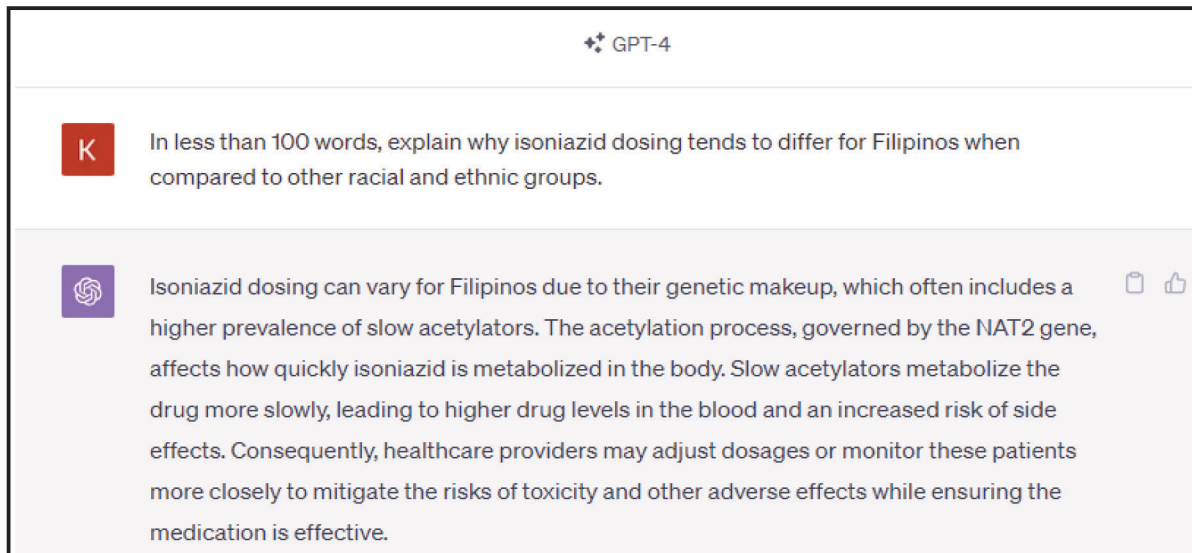 GPT-4
K
In less than 100 words, explain why isoniazid dosing tends to differ for Filipinos when
compared to other racial and ethnic groups.
Isoniazid dosing can vary for Filipinos due to their genetic makeup, which often includes a
higher prevalence of slow acetylators. The acetylation process, governed by the NAT2 gene,
affects how quickly isoniazid is metabolized in the body. Slow acetylators metabolize the
drug more slowly, leading to higher drug levels in the blood and an increased risk of side
effects. Consequently, healthcare providers may adjust dosages or monitor these patients
more closely to mitigate the risks of toxicity and other adverse effects while ensuring the
medication is effective.